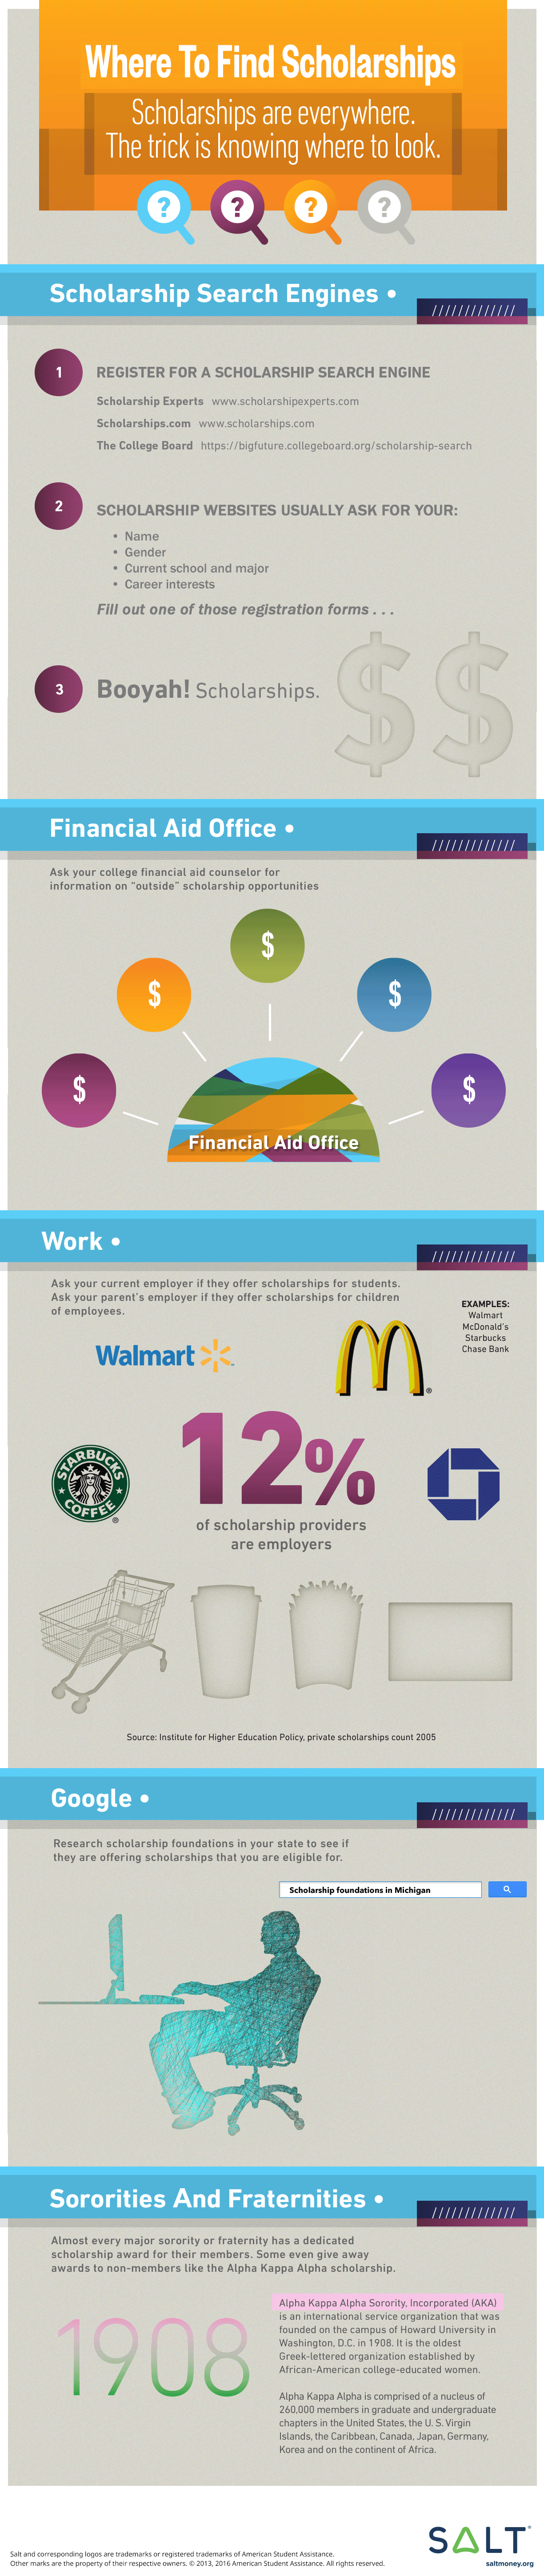 Where To Find Scholarships
Scholarships are everywhere.
The trick is knowing where to look.
? ? ? ?
Scholarship Search Engines •
1 REGISTER FOR A SCHOLARSHIP SEARCH ENGINE
Scholarship Experts www.scholarshipexperts.com
Scholarships.com www.scholarships.com
The College Board https://bigfuture.collegeboard.org/scholarship-search
2 SCHOLARSHIP WEBSITES USUALLY ASK FOR YOUR:
• Name
• Gender
• Current school and major
• Career interests
Fill out one of those registration forms . . .
3 Booyah! Scholarships.
$ $
Financial Aid Office •
Ask your college financial aid counselor for
information on “outside” scholarship opportunities
$
$ $
$ $
Financial Aid Office
Work •
Ask your current employer if they offer scholarships for students.
Ask your parent’s employer if they offer scholarships for children
of employees.
EXAMPLES:
Walmart
McDonald’s
Starbucks
Chase Bank
Walmart
STARBUCKS
COFFEE
12%
of scholarship providers
are employers
Source: Institute for Higher Education Policy, private scholarships count 2005
Google •
Research scholarship foundations in your state to see if
they are offering scholarships that you are eligible for.
Scholarship foundations in Michigan
Sororities And Fraternities •
Almost every major sorority or fraternity has a dedicated
scholarship award for their members. Some even give away
awards to non-members like the Alpha Kappa Alpha scholarship.
1908
Alpha Kappa Alpha Sorority, Incorporated (AKA)
is an international service organization that was
founded on the campus of Howard University in
Washington, D.C. in 1908. It is the oldest
Greek-lettered organization established by
African-American college-educated women.
Alpha Kappa Alpha is comprised of a nucleus of
260,000 members in graduate and undergraduate
chapters in the United States, the U. S. Virgin
Islands, the Caribbean, Canada, Japan, Germany,
Korea and on the continent of Africa.
SALT®
saltmoney.org
Salt and corresponding logos are trademarks or registered trademarks of American Student Assistance.
Other marks are the property of their respective owners. © 2013, 2016 American Student Assistance. All rights reserved.